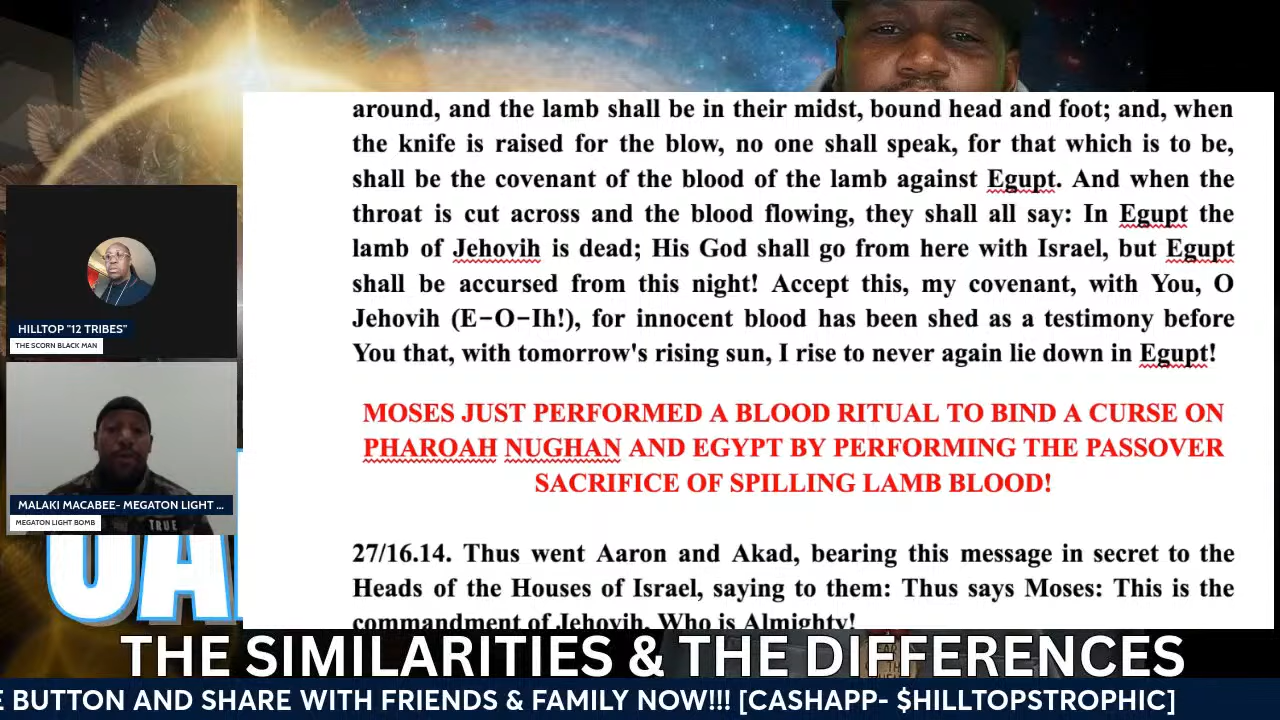 around, and the lamb shall be in their midst, bound head and foot; and, when
the knife is raised for the blow, no one shall speak, for that which is to be,
shall be the covenant of the blood of the lamb against Egupt. And when the
throat is cut across and the blood flowing, they shall all say: In Egupt the
lamb of Jehovih is dead; His God shall go from here with Israel, but Egupt
shall be accursed from this night! Accept this, my covenant, with You, O
Jehovih (E-O-Ih!), for innocent blood has been shed as a testimony before
You that, with tomorrow's rising sun, I rise to never again lie down in Egupt!
MOSES JUST PERFORMED A BLOOD RITUAL TO BIND A CURSE ON
PHAROAH NUGHAN AND EGYPT BY PERFORMING THE PASSOVER
SACRIFICE OF SPILLING LAMB BLOOD!
27/16.14. Thus went Aaron and Akad, bearing this message in secret to the
Heads of the Houses of Israel, saying to them: Thus says Moses: This is the
commandment of Jehovih, Who is Almighty!
HILLTOP "12 TRIBES"
THE SCORN BLACK MAN
MALAKI MACABEE- MEGATON LIGHT ...
MEGATON LIGHT BOMB
TRUE
THE SIMILARITIES & THE DIFFERENCES
E BUTTON AND SHARE WITH FRIENDS & FAMILY NOW!!! [CASHAPP- $HILLTOPSTROPHIC]